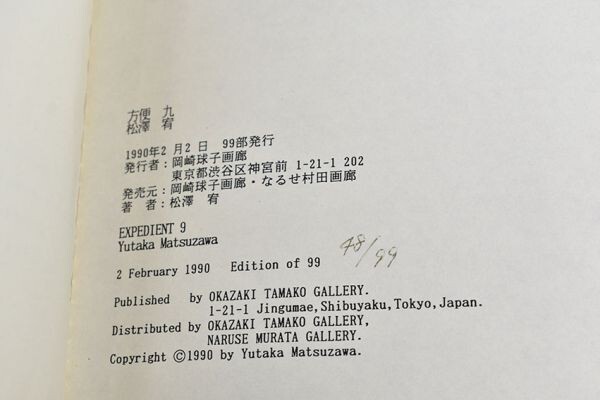 方便 九
松澤 宥
1990年2月2日 99部発行
発行者：岡崎球子画廊
東京都渋谷区神宮前 1-21-1 202
発売元：岡崎球子画廊・なるせ村田画廊
著 者：松澤 宥
EXPEDIENT 9
Yutaka Matsuzawa
2 February 1990 Edition of 99 48/99
Published by OKAZAKI TAMAKO GALLERY.
1-21-1 Jingumae,Shibuyaku,Tokyo,Japan.
Distributed by OKAZAKI TAMAKO GALLERY,
NARUSE MURATA GALLERY.
Copyright ©1990 by Yutaka Matsuzawa.